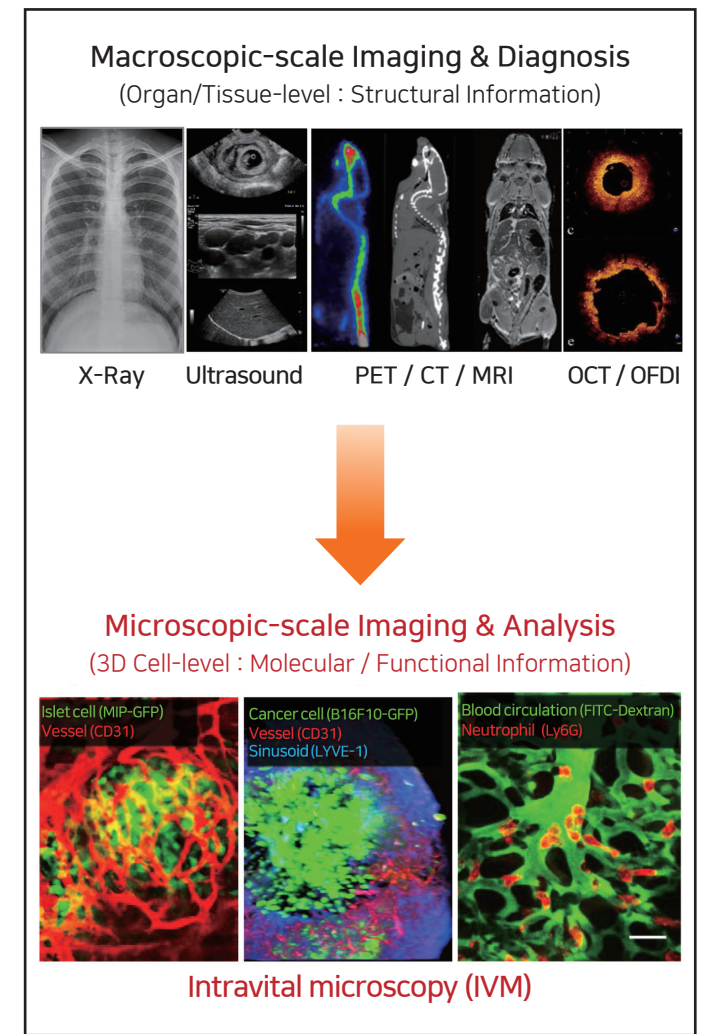 Macroscopic-scale Imaging & Diagnosis
(Organ/Tissue-level : Structural Information)
c
e
X-Ray
Ultrasound
PET / CT / MRI
OCT / OFDI
Microscopic-scale Imaging & Analysis
(3D Cell-level : Molecular / Functional Information)
Islet cell (MIP-GFP)
Vessel (CD31)
Cancer cell (B16F10-GFP)
Vessel (CD31)
Sinusoid (LYVE-1)
Blood circulation (FITC-Dextran)
Neutrophil (Ly6G)
Intravital microscopy (IVM)